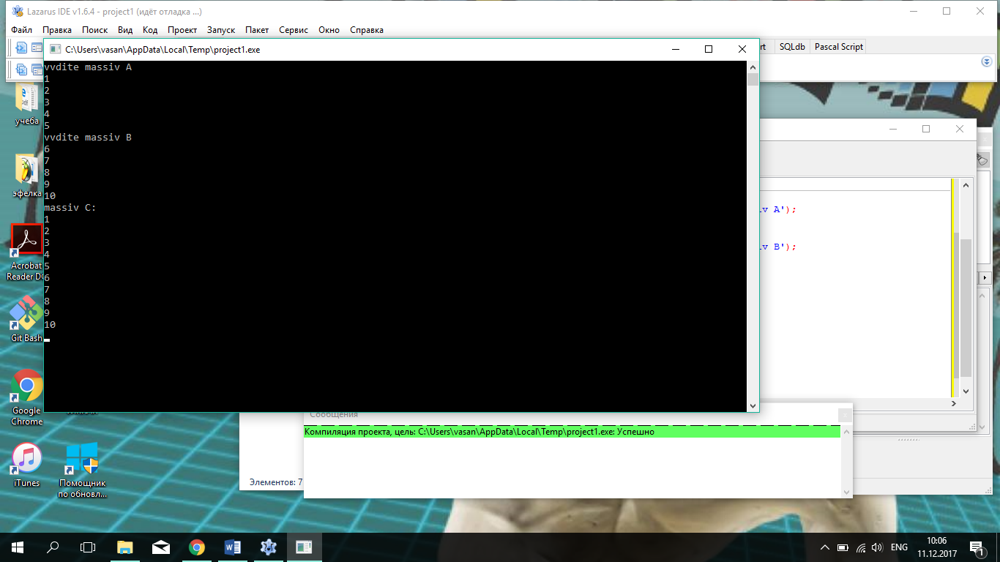 Lazarus IDE v1.6.4 - project1 (идёт отладка ...)
Файл Правка Поиск Вид Код Проект Запуск Пакет Сервис Окно Справка
rt SQLdb Pascal Script
C:\Users\vasan\AppData\Local\Temp\project1.exe
vvdite massiv A
1
2
3
4
5
vvdite massiv B
6
7
8
9
10
massiv C:
1
2
3
4
5
6
7
8
9
10
iv A');
iv B');
учеба
эфелка
Acrobat
Reader DC
Git Bash
Google
Chrome
iTunes
Помощник
по обновл...
Сообщения
Компиляция проекта, цель: C:\Users\vasan\AppData\Local\Temp\project1.exe: Успешно
Элементов: 7
ENG
10:06
11.12.2017
1